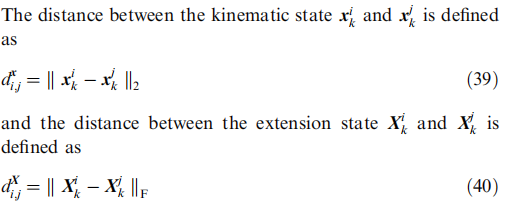 The distance between the kinematic state $\boldsymbol{x}_k^i$ and $\boldsymbol{x}_k^j$ is defined
as
$d_{i,j}^x = \| \boldsymbol{x}_k^i - \boldsymbol{x}_k^j \|_2$ (39)
and the distance between the extension state $\boldsymbol{X}_k^i$ and $\boldsymbol{X}_k^j$ is
defined as
$d_{i,j}^X = \| \boldsymbol{X}_k^i - \boldsymbol{X}_k^j \|_{\mathrm{F}}$ (40)